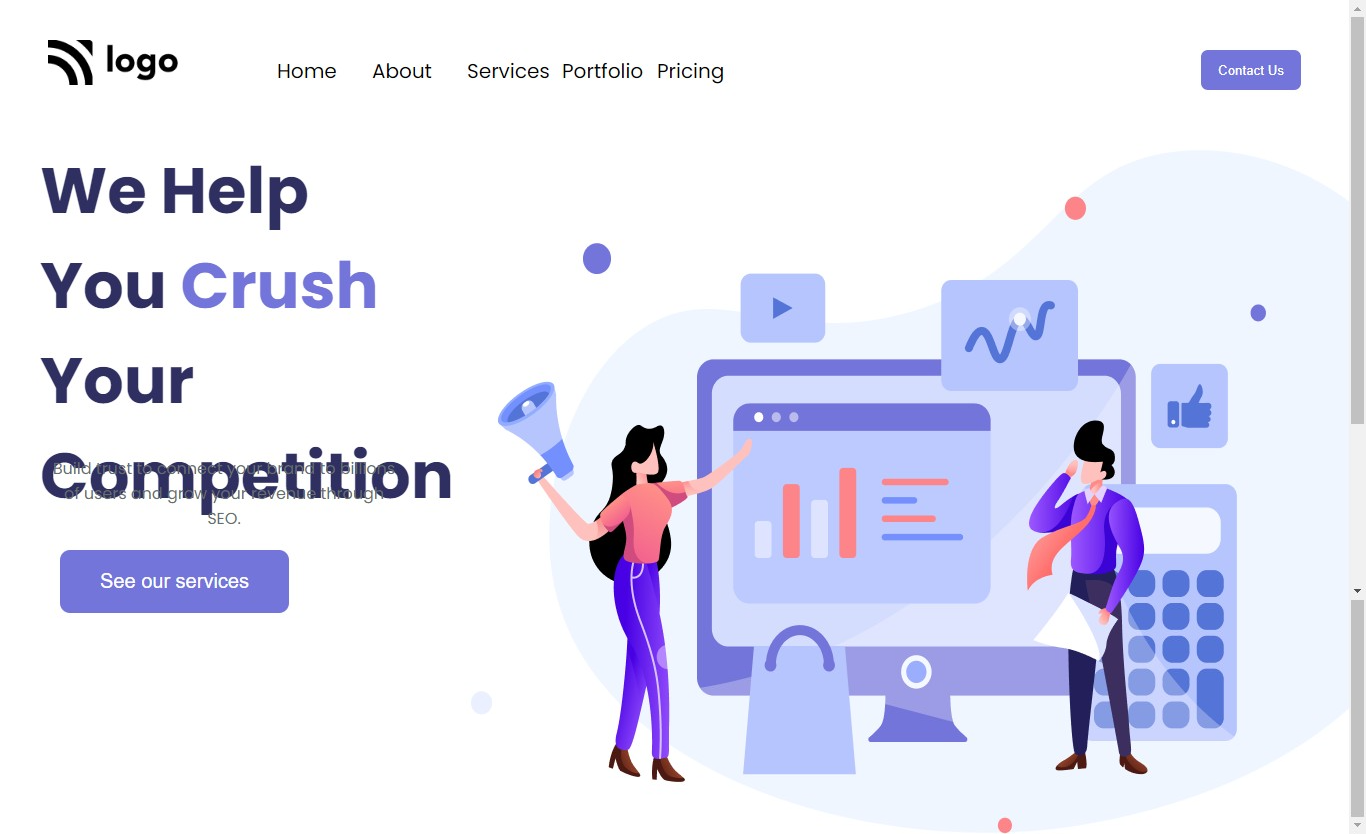 logo
Home About Services Portfolio Pricing
Contact Us
We Help
You Crush
Your
Competition
Build trust to connect your brand to billions
of users and grow your revenue through
SEO.
See our services